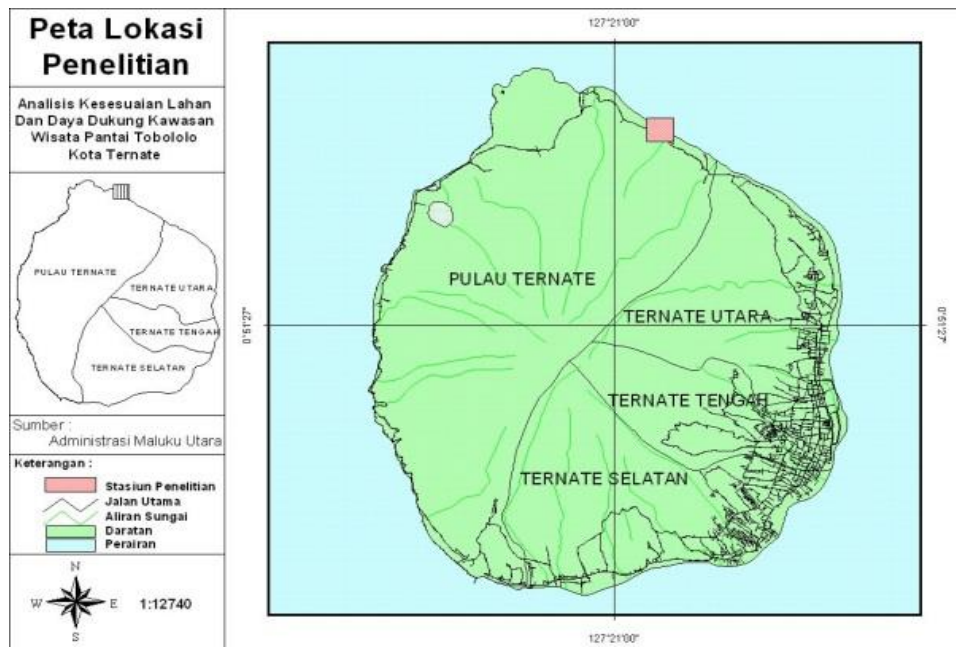 Peta Lokasi
Penelitian
Analisis Kesesuaian Lahan
Dan Daya Dukung Kawasan
Wisata Pantai Tobololo
Kota Ternate
PULAU TERNATE
TERNATE UTARA
TERNATE TENGAH
TERNATE SELATAN
Sumber :
Administrasi Maluku Utara
Keterangan :
Stasiun Penelitian
Jalan Utama
Aliran Sungai
Daratan
Perairan
N
W E
S
1:12740
127°21'00"
0°51'27"
PULAU TERNATE
TERNATE UTARA
TERNATE TENGAH
TERNATE SELATAN
0°51'27"
127°21'00"